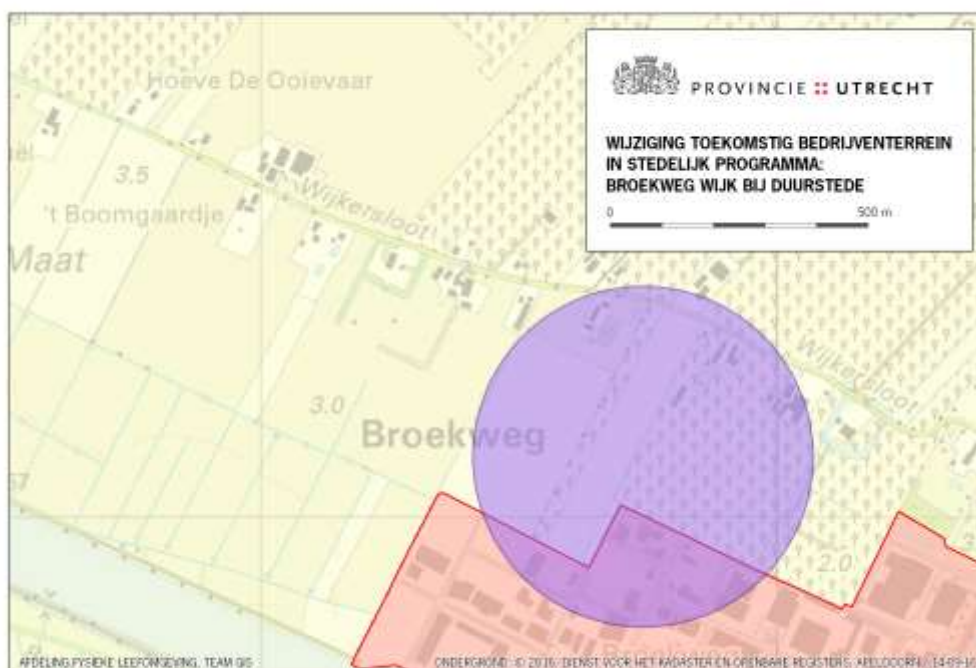 Hoeve De Ooievaar
3.5
Wijkersloot
't Boomgaardje
Maat
3.0
Broekweg
Wijkersloot
2.0
PROVINCIE UTRECHT
WIJZIGING TOEKOMSTIG BEDRIJVENTERREIN
IN STEDELIJK PROGRAMMA:
BROEKWEG WIJK BIJ DUURSTEDE
0 500 m
AFDELING FYSIEKE LEEFOMGEVING, TEAM GIS
ONDERGROND: © 2016, DIENST VOOR HET KADASTER EN OPENBARE REGISTERS, APELDOORN